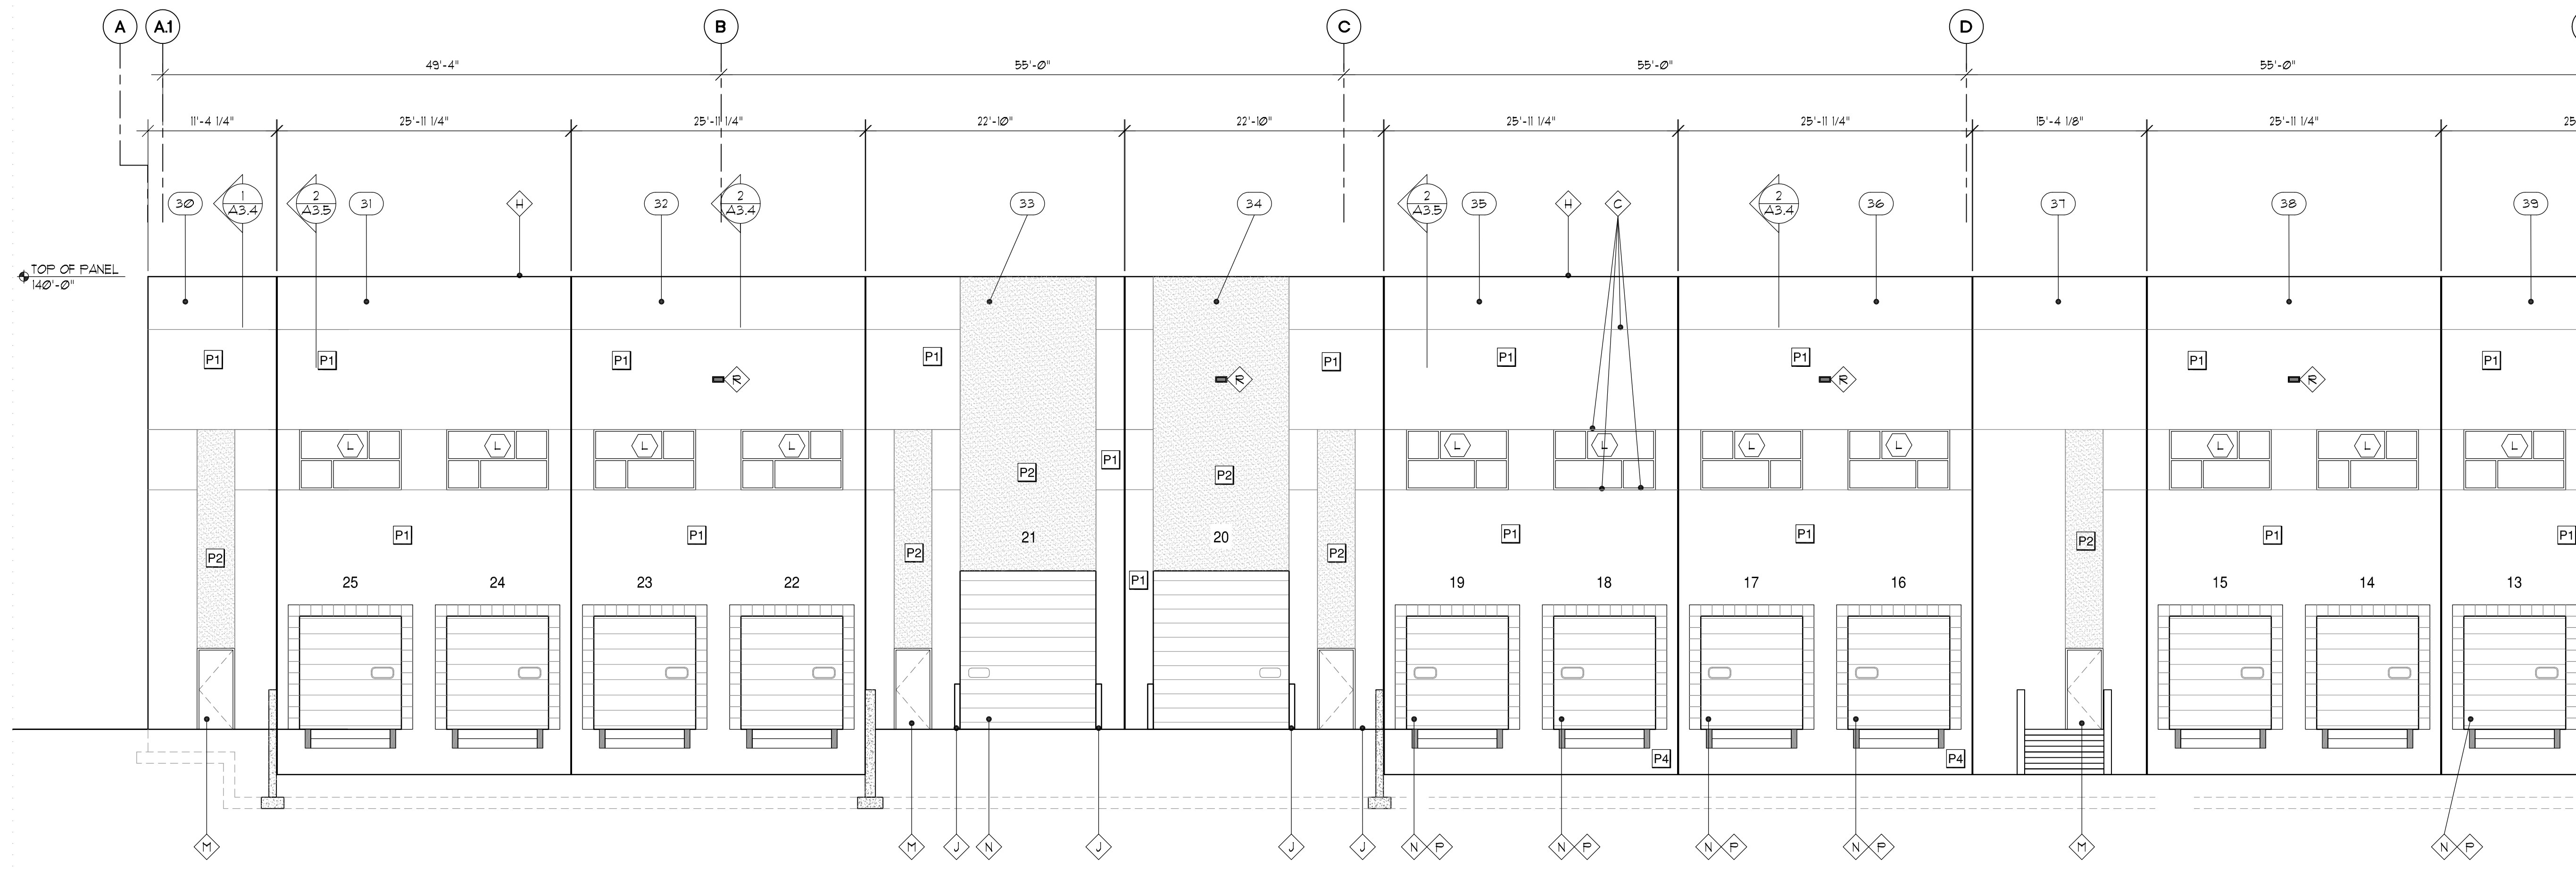 A A.1 B C D
49'-4" 55'-0" 55'-0" 55'-0"
11'-4 1/4" 25'-11 1/4" 25'-11 1/4" 22'-10" 22'-10" 25'-11 1/4" 25'-11 1/4" 15'-4 1/8" 25'-11 1/4" 25
30 1 A3.4 2 A3.5 31 H 32 2 A3.4 33 34 2 A3.5 35 H C 2 A3.4 36 37 38 39
TOP OF PANEL
140'-0"
P1 P1 P1 P1 P1 P1 P1 P1 P1
R R R R
L L L L L L L L L L L
P1
P2 P2
P1 P1 21 20 P1 P1 P1 P1
P2 P2 P2 P2
P1
25 24 23 22 19 18 17 16 15 14 13
P4 P4
M M J N J J J N P N P N P N P M N P